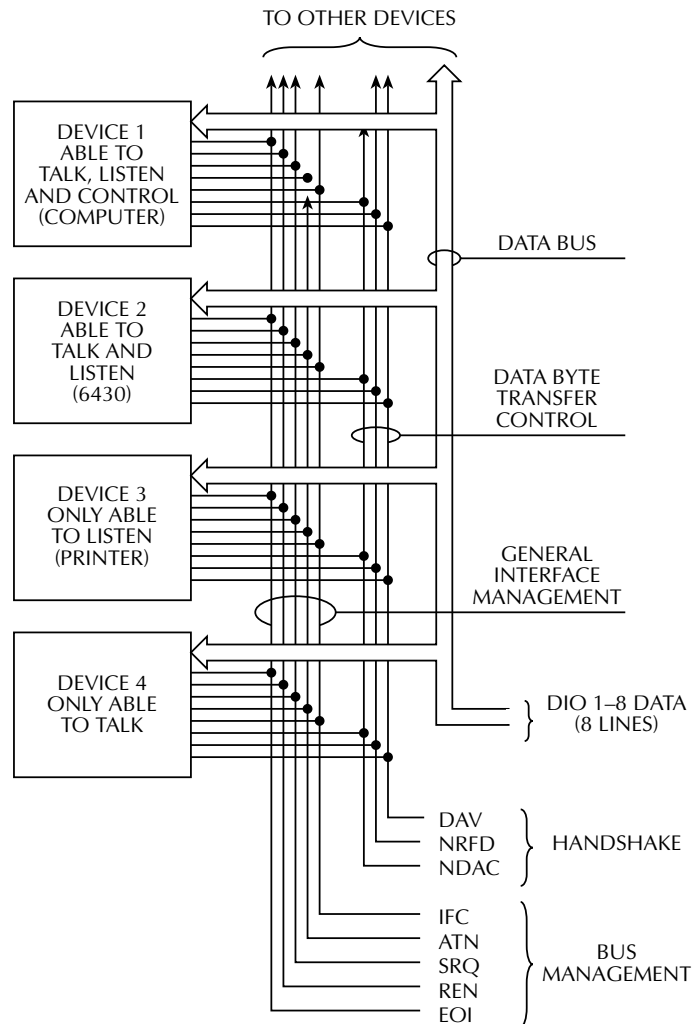 TO OTHER DEVICES
DEVICE 1
ABLE TO
TALK, LISTEN
AND CONTROL
(COMPUTER)
DATA BUS
DEVICE 2
ABLE TO
TALK AND
LISTEN
(6430)
DATA BYTE
TRANSFER
CONTROL
DEVICE 3
ONLY ABLE
TO LISTEN
(PRINTER)
GENERAL
INTERFACE
MANAGEMENT
DEVICE 4
ONLY ABLE
TO TALK
DIO 1–8 DATA
(8 LINES)
DAV
NRFD
NDAC
HANDSHAKE
IFC
ATN
SRQ
REN
EOI
BUS
MANAGEMENT